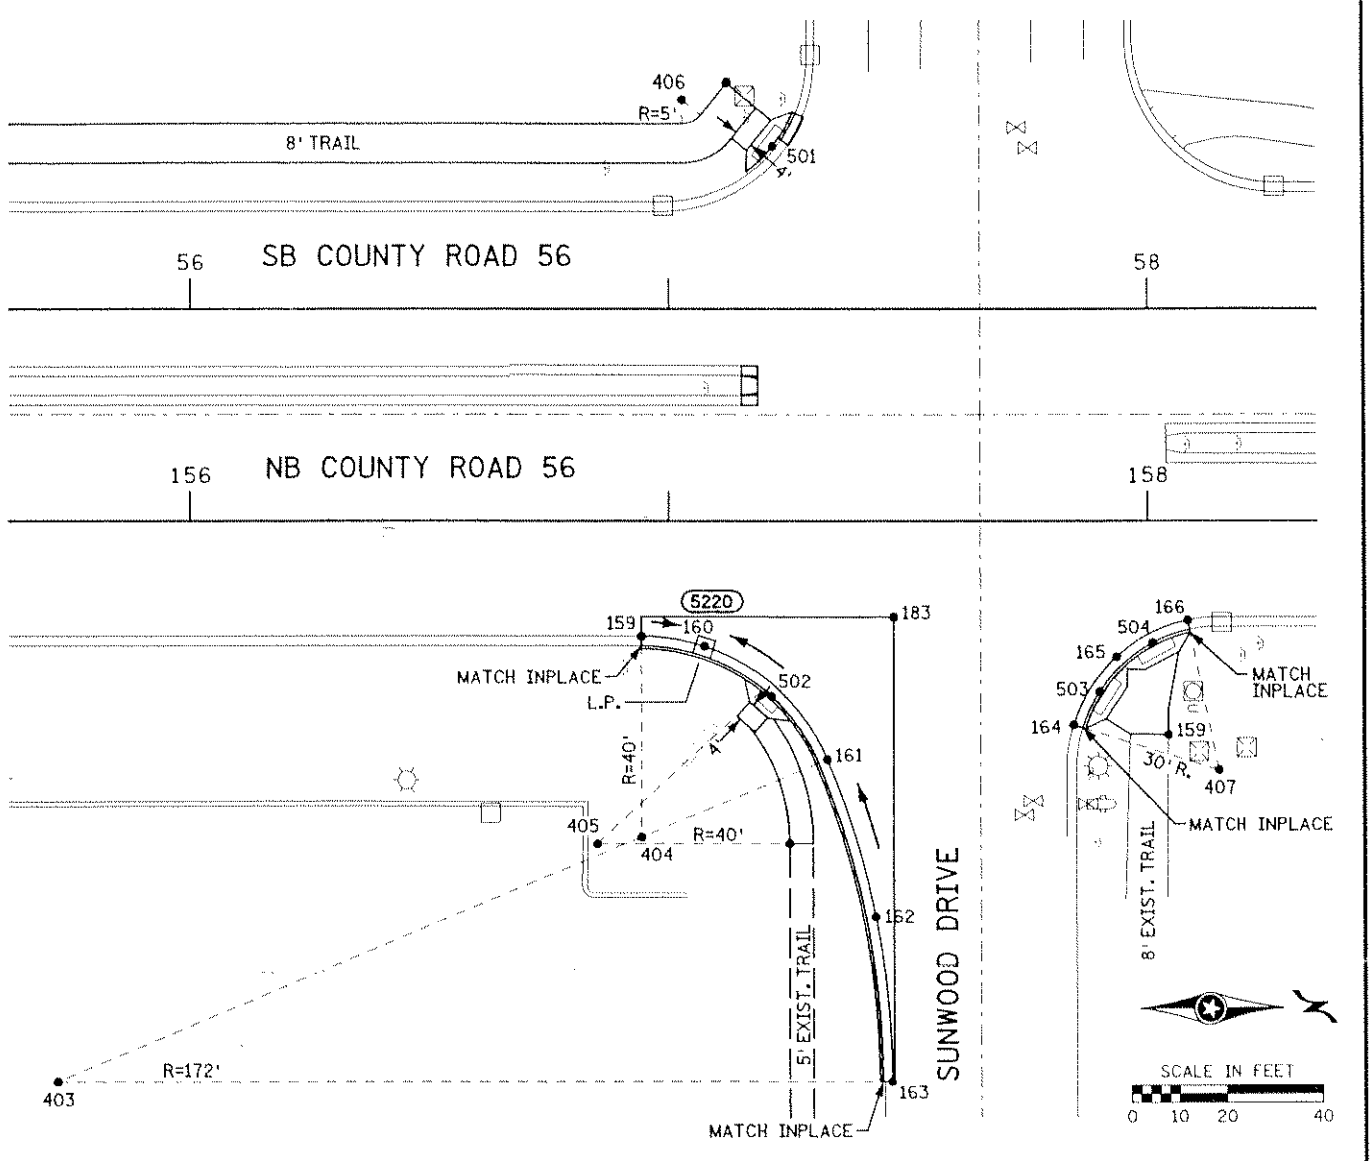 406
R=5'
8' TRAIL
501
4'
56
SB COUNTY ROAD 56
58
156
NB COUNTY ROAD 56
158
5220
159
160
183
166
504
165
MATCH INPLACE
502
MATCH
INPLACE
L.P.
503
164
159
4'
R=40'
161
30' R.
407
405
404
R=40'
MATCH INPLACE
162
SUNWOOD DRIVE
5' EXIST. TRAIL
8' EXIST. TRAIL
R=172'
403
163
MATCH INPLACE
SCALE IN FEET
0 10 20 40